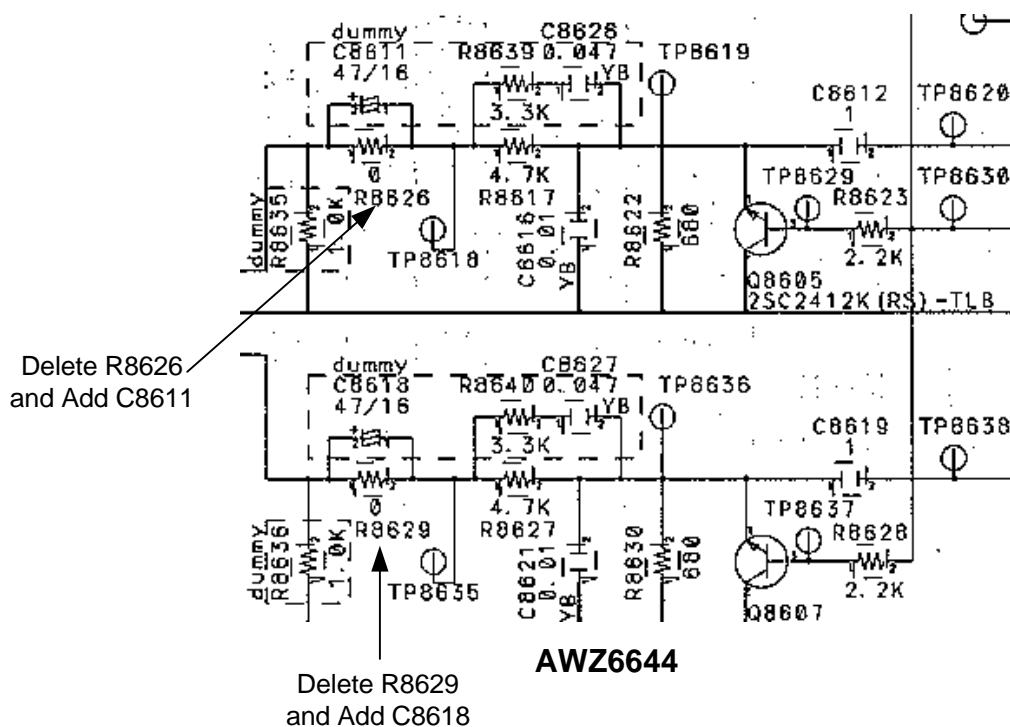 dummy
C8611
47/16
R8639
C8628
0.047
YB
TP8619
3.3K
C8612
1
TP8620
0
R8626
4.7K
R8617
TP8629
R8623
TP8630
dummy
R8635
0K
TP8618
C8616
0.01
YB
R8622
680
2.2K
Q8605
2SC2412K(RS)-TLB
Delete R8626
and Add C8611
dummy
C8618
47/16
R8640
C8627
0.047
YB
TP8636
3.3K
C8619
1
TP8638
0
R8629
4.7K
R8627
TP8637
R8628
dummy
R8636
1.0K
TP8635
C8621
0.01
YB
R8630
680
2.2K
Q8607
AWZ6644
Delete R8629
and Add C8618